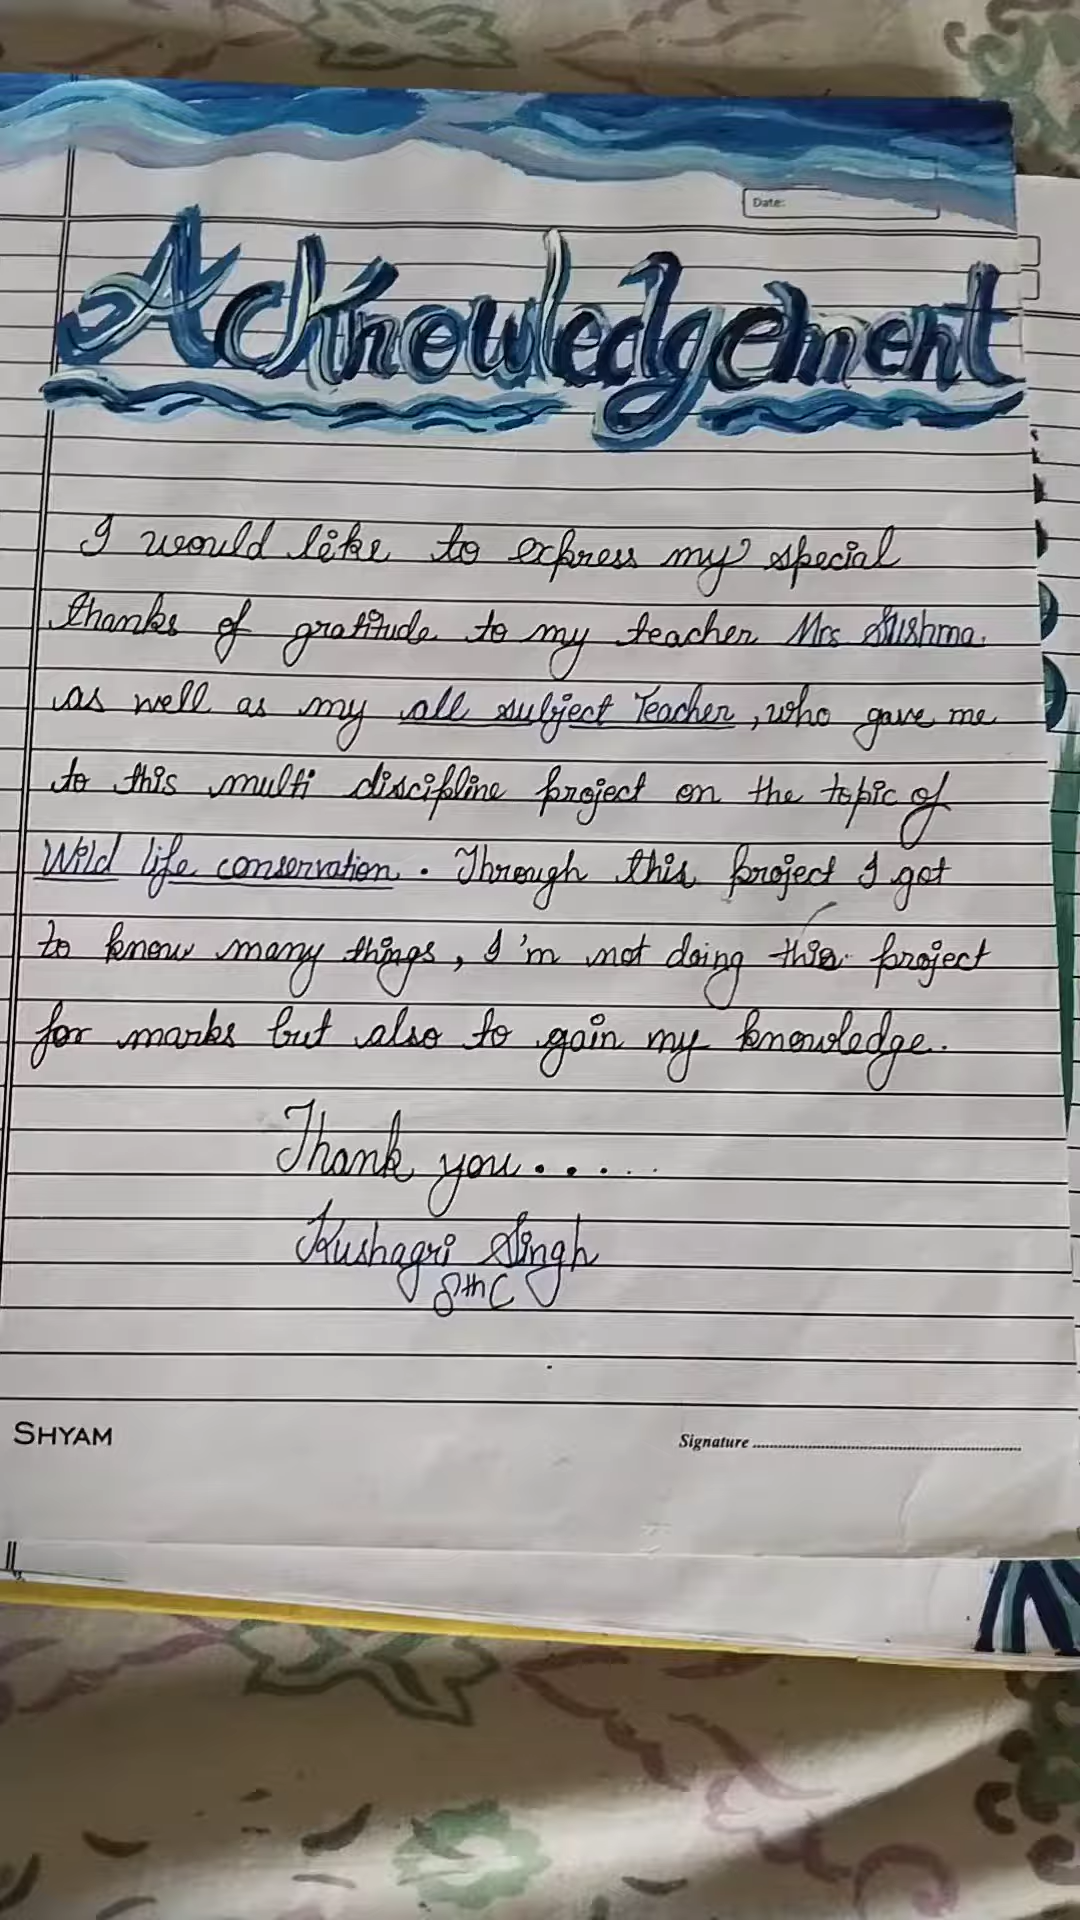 Date:
Acknowledgement
I would like to express my special
thanks of gratitude to my teacher Mrs Sushma.
as well as my all subject Teacher, who gave me
to this multi discipline project on the topic of
Wild life conservation. Through this project I got
to know many things, I'm not doing this project
for marks but also to gain my knowledge.
Thank you......
Kushagri Singh
8th C
SHYAM
Signature